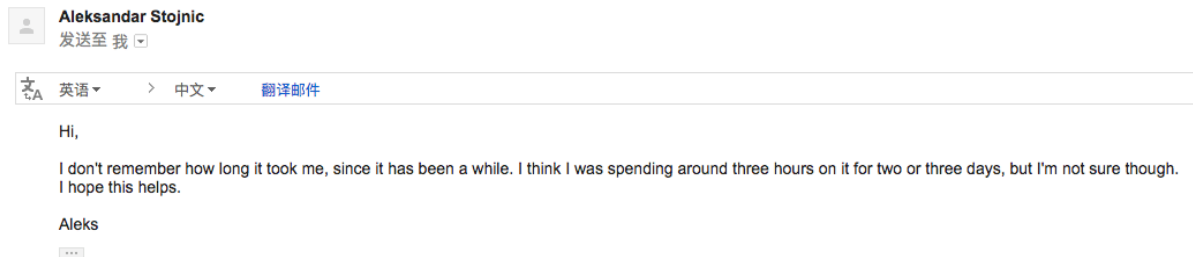 Aleksandar Stojnic
发送至 我
英语 中文 翻译邮件
Hi,
I don't remember how long it took me, since it has been a while. I think I was spending around three hours on it for two or three days, but I'm not sure though.
I hope this helps.
Aleks